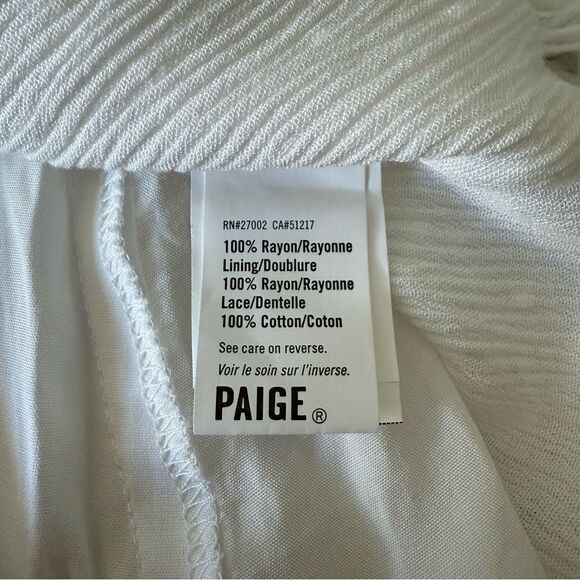 RN#27002 CA#51217
100% Rayon/Rayonne
Lining/Doublure
100% Rayon/Rayonne
Lace/Dentelle
100% Cotton/Coton
See care on reverse.
Voir le soin sur l'inverse.
PAIGE®